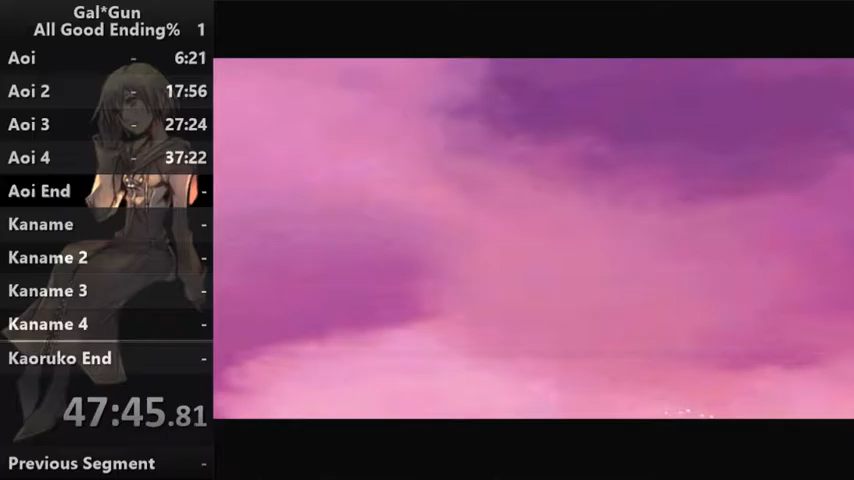 Gal*Gun
All Good Ending% 1
Aoi - 6:21
Aoi 2 - 17:56
Aoi 3 - 27:24
Aoi 4 - 37:22
Aoi End -
Kaname -
Kaname 2 -
Kaname 3 -
Kaname 4 -
Kaoruko End -
47:45.81
Previous Segment -